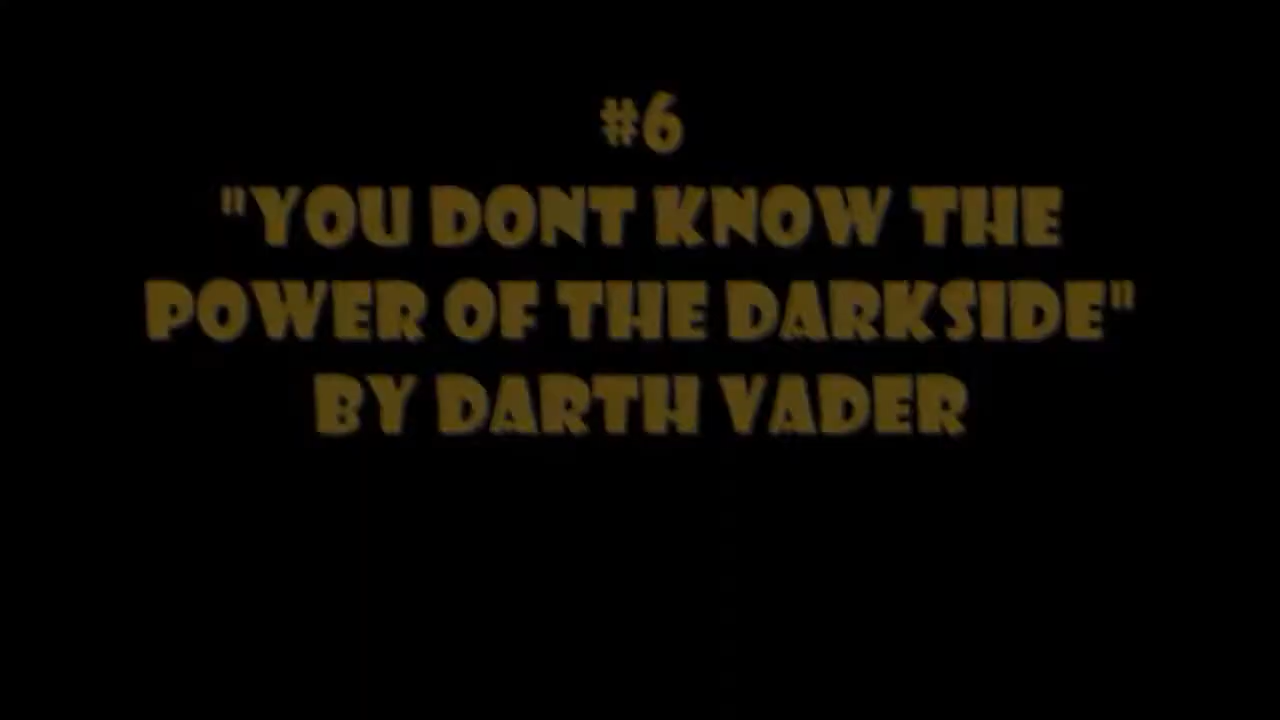 #6
"YOU DONT KNOW THE
POWER OF THE DARKSIDE"
BY DARTH VADER